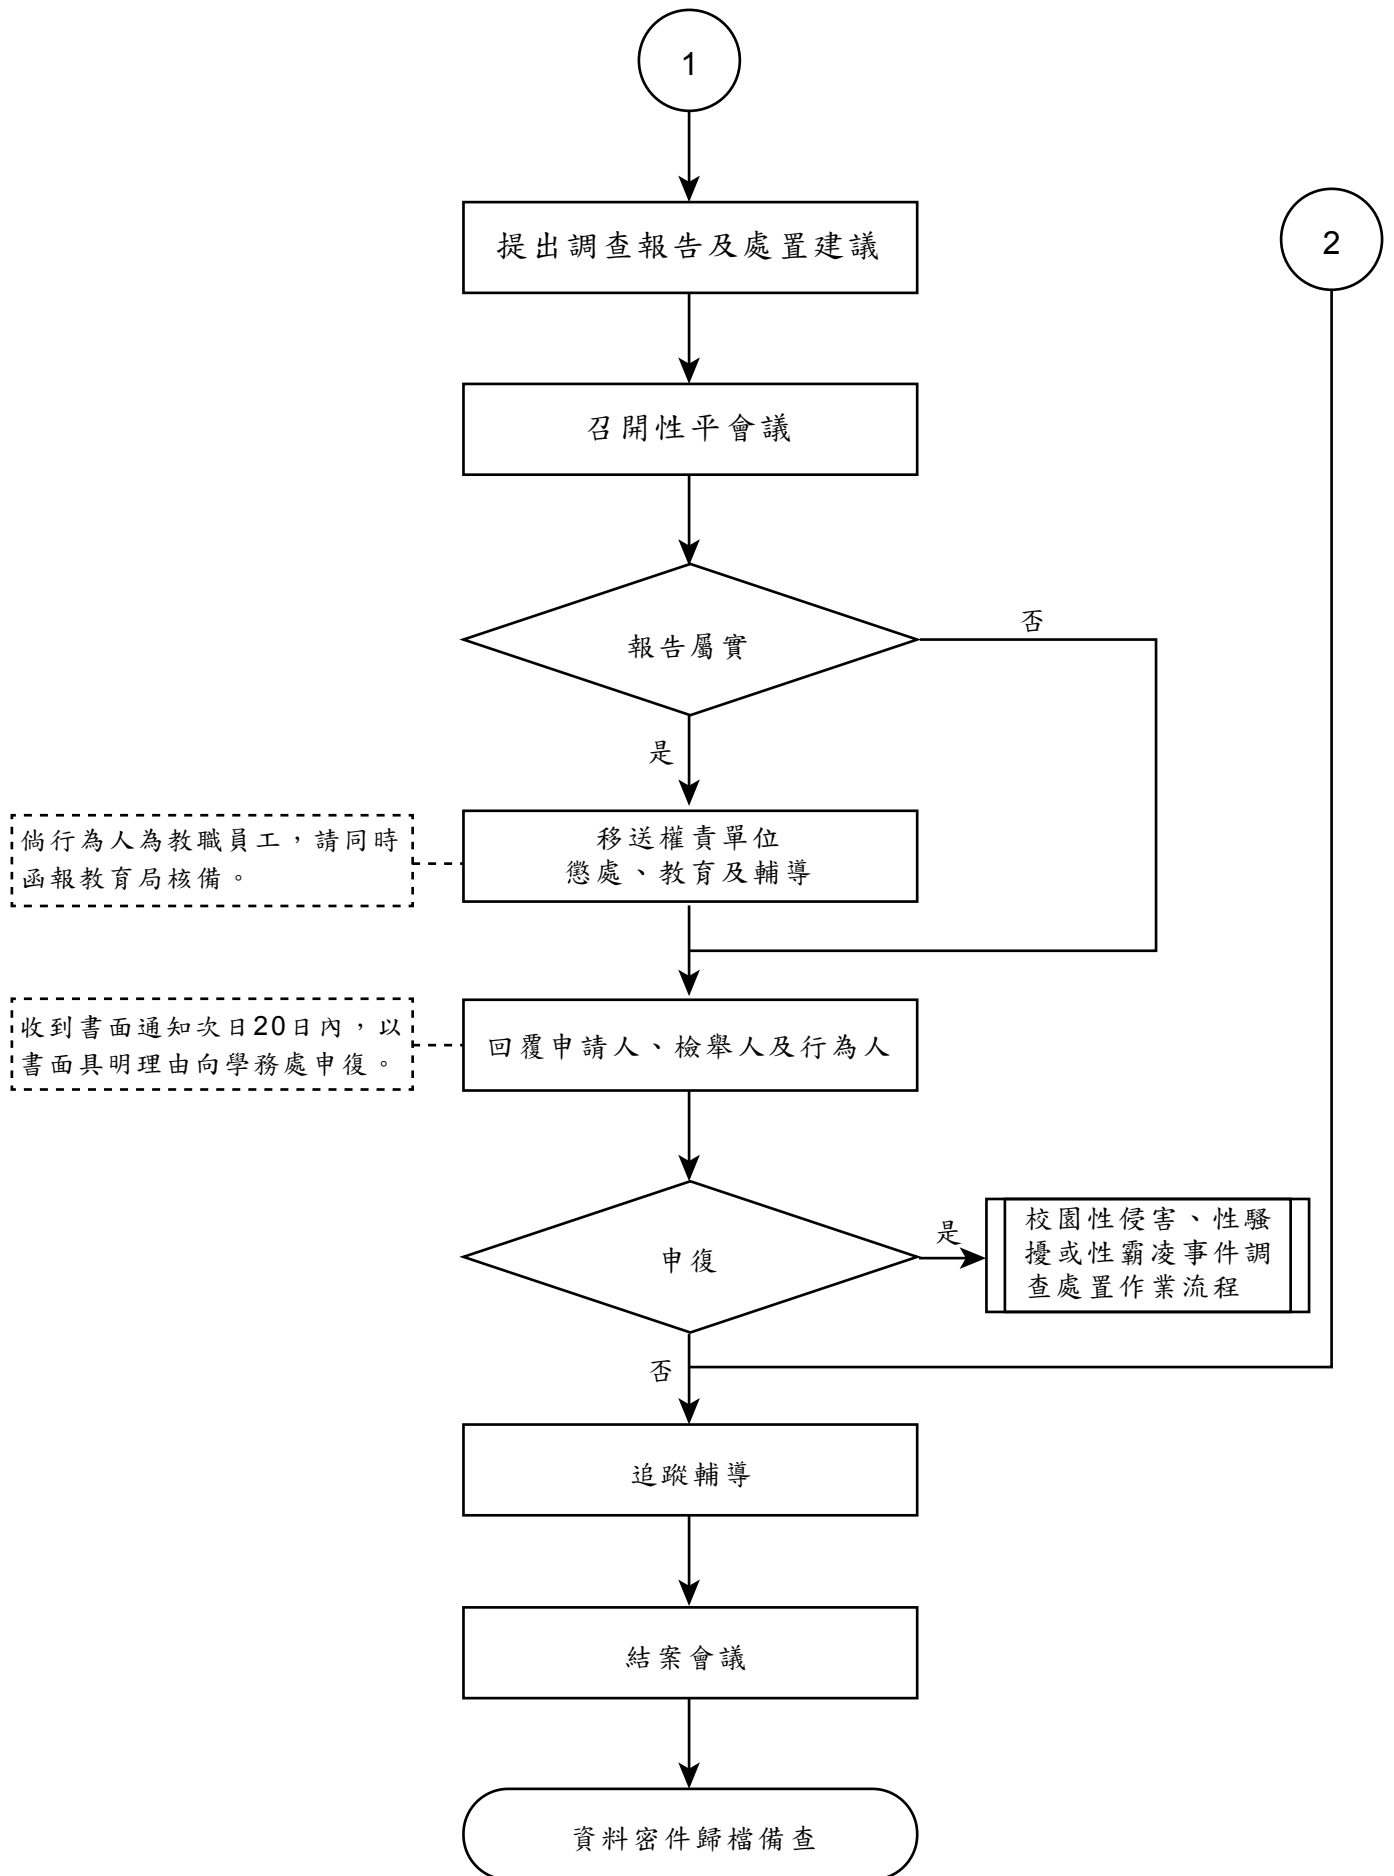 1
提出調查報告及處置建議
2
召開性平會議
報告屬實
否
是
倘行為人為教職員工，請同時
函報教育局核備。
移送權責單位
懲處、教育及輔導
收到書面通知次日20日內，以
書面具明理由向學務處申復。
回覆申請人、檢舉人及行為人
申復
是
校園性侵害、性騷
擾或性霸凌事件調
查處置作業流程
否
追蹤輔導
結案會議
資料密件歸檔備查